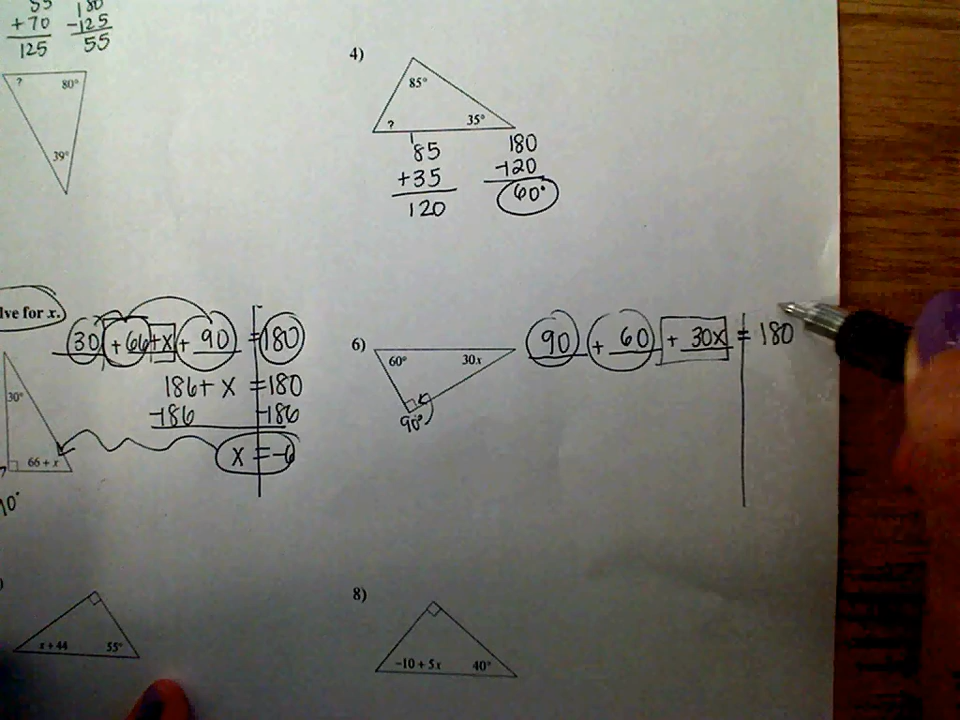 180
+70 -125
125 55
? 80°
39°
4)
85°
? 35°
1
85 180
+35 -120
120 60°
lve for x.
30 + 66 + x + 90 = 180
186 + x = 180
-186 -186
x = -6
30°
66 + x
6)
60° 30x
90°
90 + 60 + 30x = 180
x + 44 55°
8)
-10 + 5x 40°